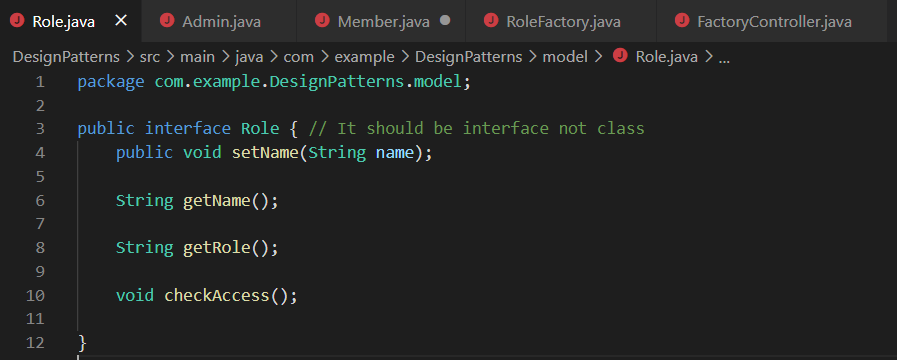 Role.java
Admin.java
Member.java
RoleFactory.java
FactoryController.java
DesignPatterns > src > main > java > com > example > DesignPatterns > model > Role.java > ...
1 package com.example.DesignPatterns.model;
2
3 public interface Role { // It should be interface not class
4 public void setName(String name);
5
6 String getName();
7
8 String getRole();
9
10 void checkAccess();
11
12 }